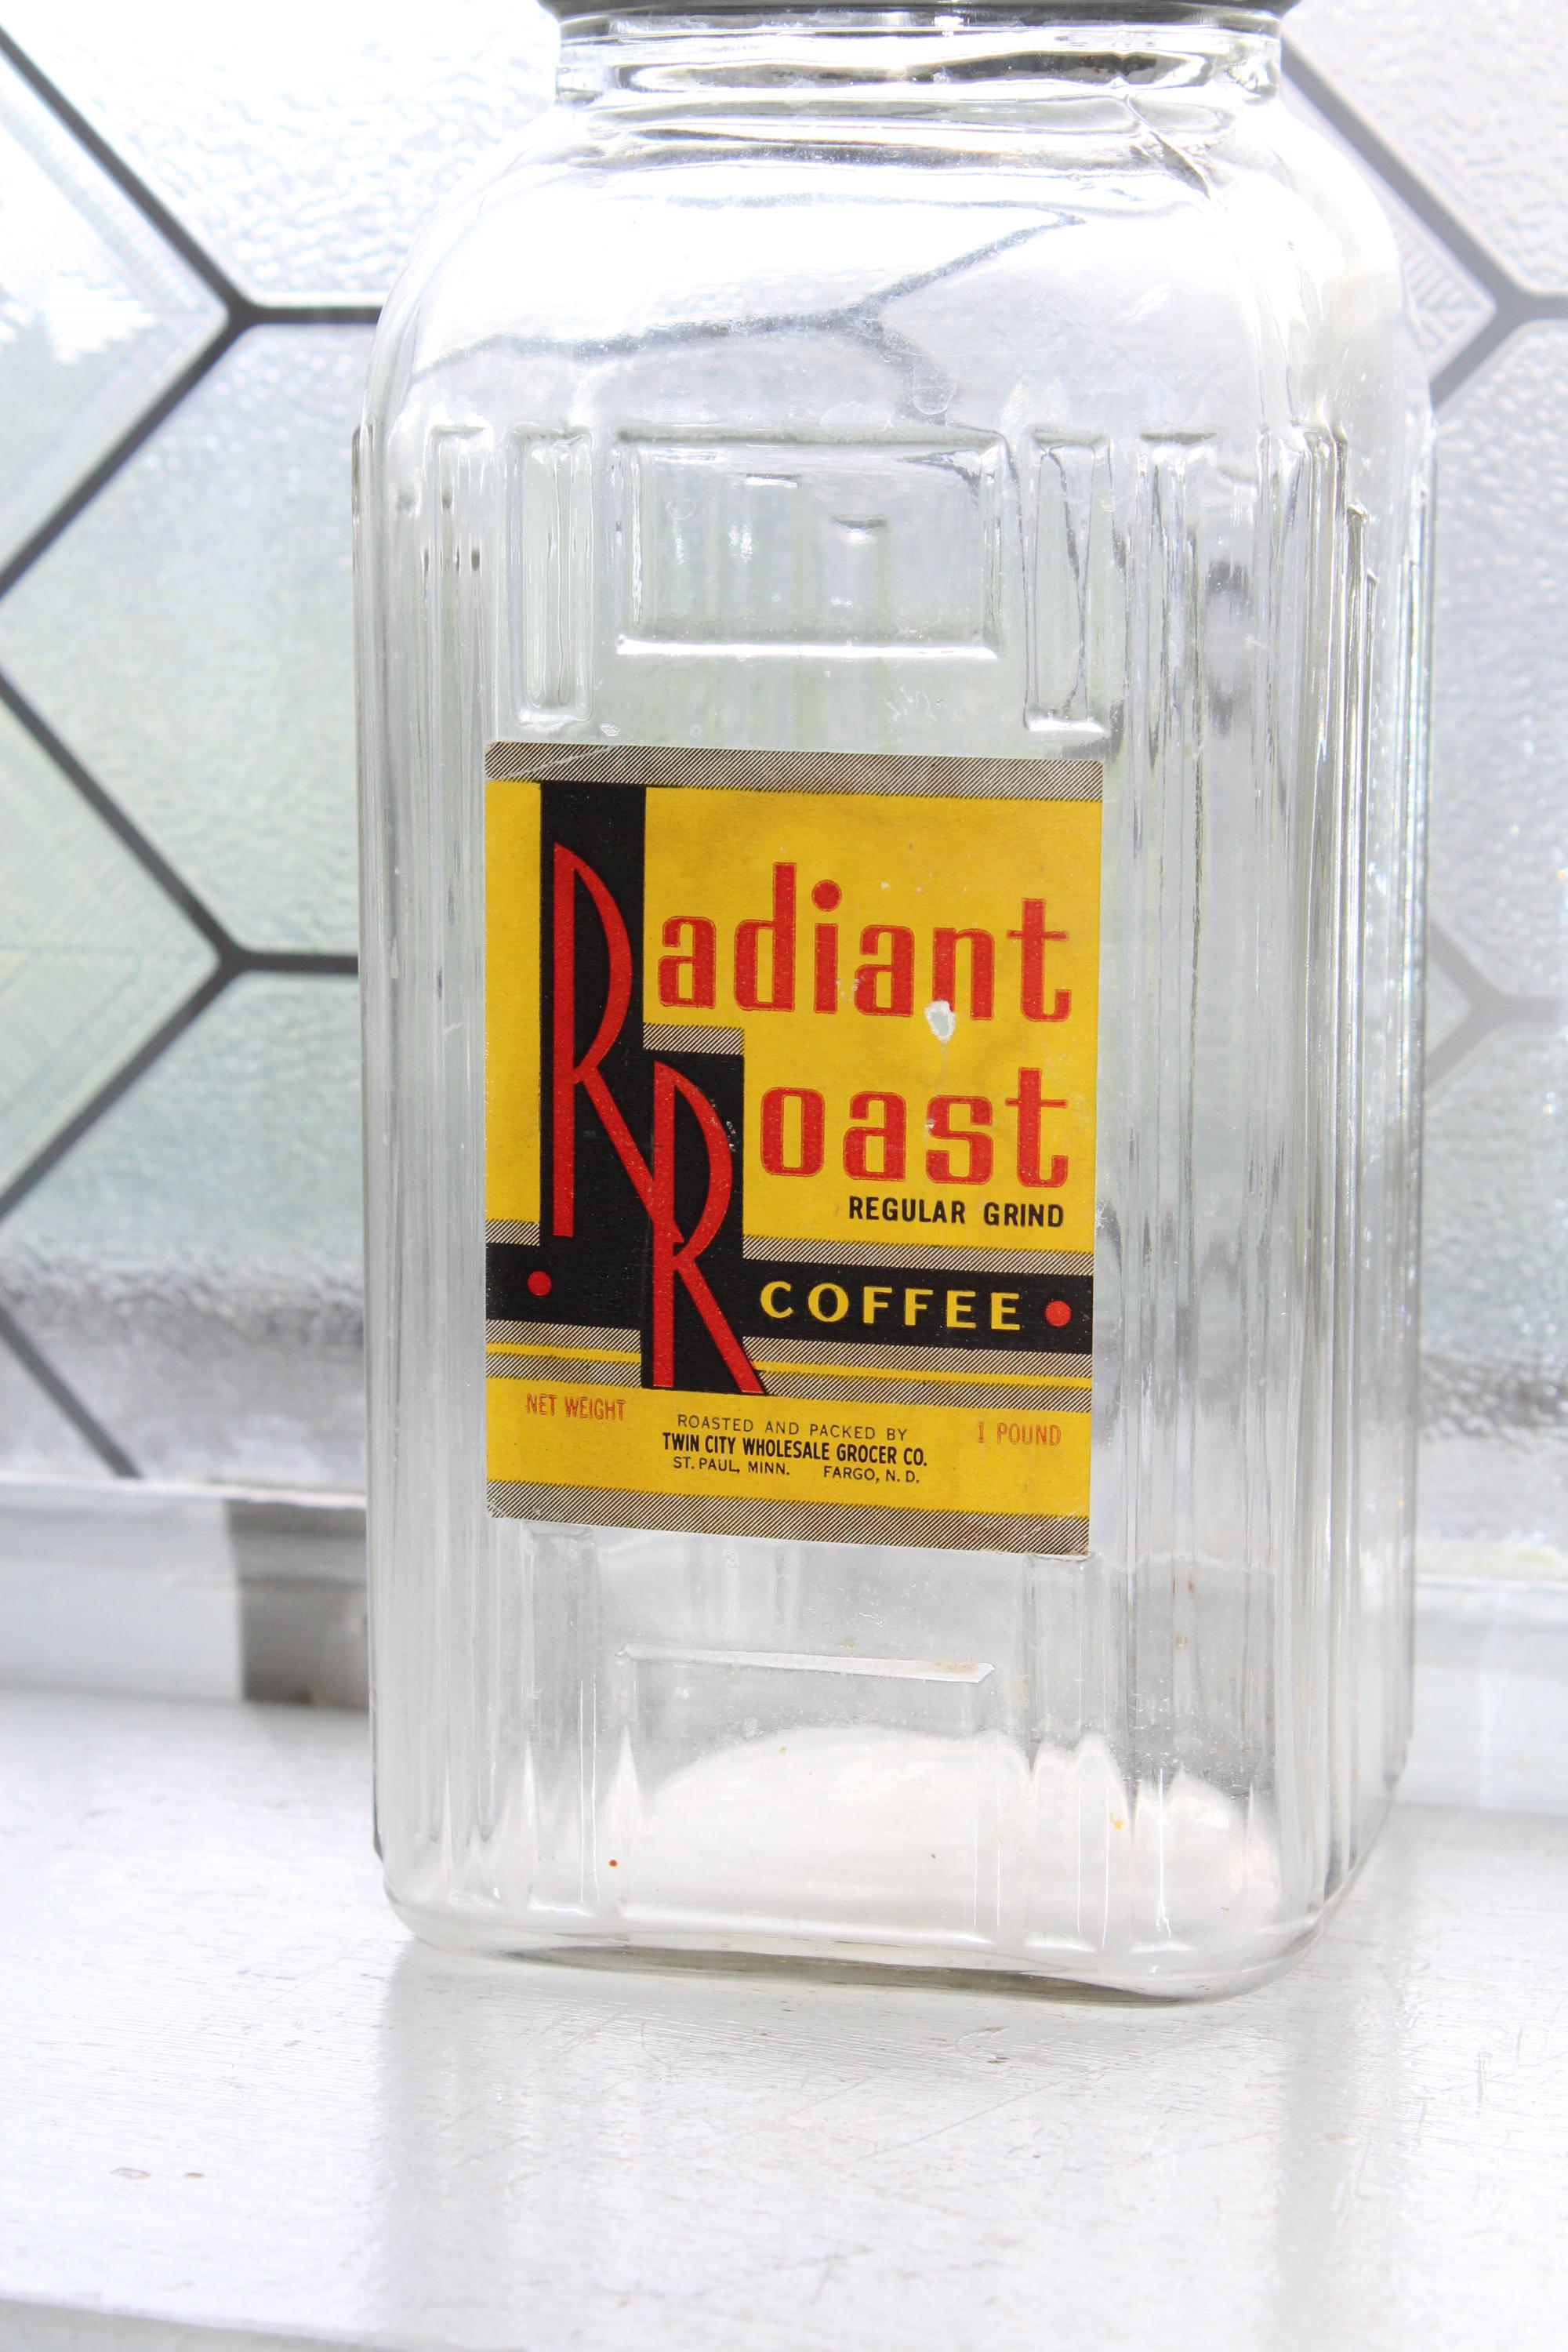 Radiant
Roast
REGULAR GRIND
COFFEE
NET WEIGHT
1 POUND
ROASTED AND PACKED BY
TWIN CITY WHOLESALE GROCER CO.
ST. PAUL, MINN. FARGO, N. D.